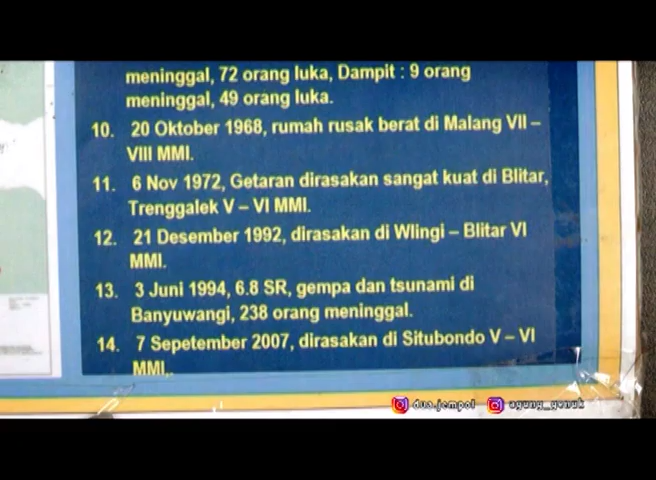 meninggal, 72 orang luka, Dampit : 9 orang
meninggal, 49 orang luka.
10. 20 Oktober 1968, rumah rusak berat di Malang VII –
VIII MMI.
11. 6 Nov 1972, Getaran dirasakan sangat kuat di Blitar,
Trenggalek V – VI MMI.
12. 21 Desember 1992, dirasakan di Wlingi – Blitar VI
MMI.
13. 3 Juni 1994, 6.8 SR, gempa dan tsunami di
Banyuwangi, 238 orang meninggal.
14. 7 Sepetember 2007, dirasakan di Situbondo V – VI
MMI.
dua.jempol agung_genuk